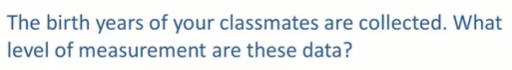 The birth years of your classmates are collected. What
level of measurement are these data?